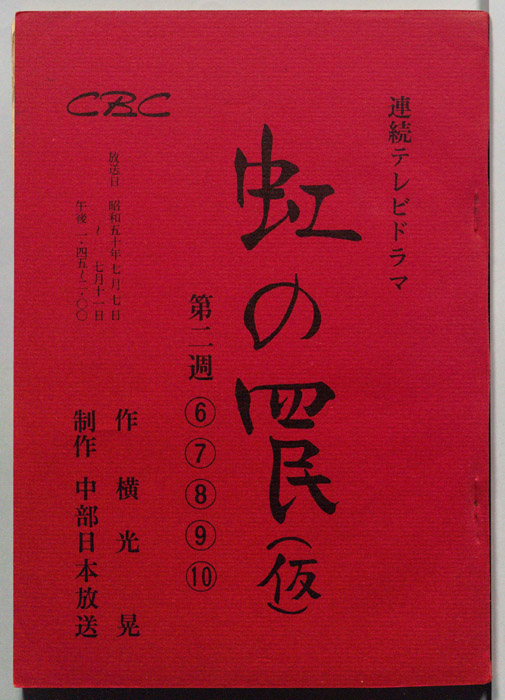 連続テレビドラマ
虹の罠(仮)
第二週 ⑥⑦⑧⑨⑩
CBC
放送日 昭和五十年七月七日
~七月十一日
午後一:四五~二:〇〇
作 横光晃
制作 中部日本放送